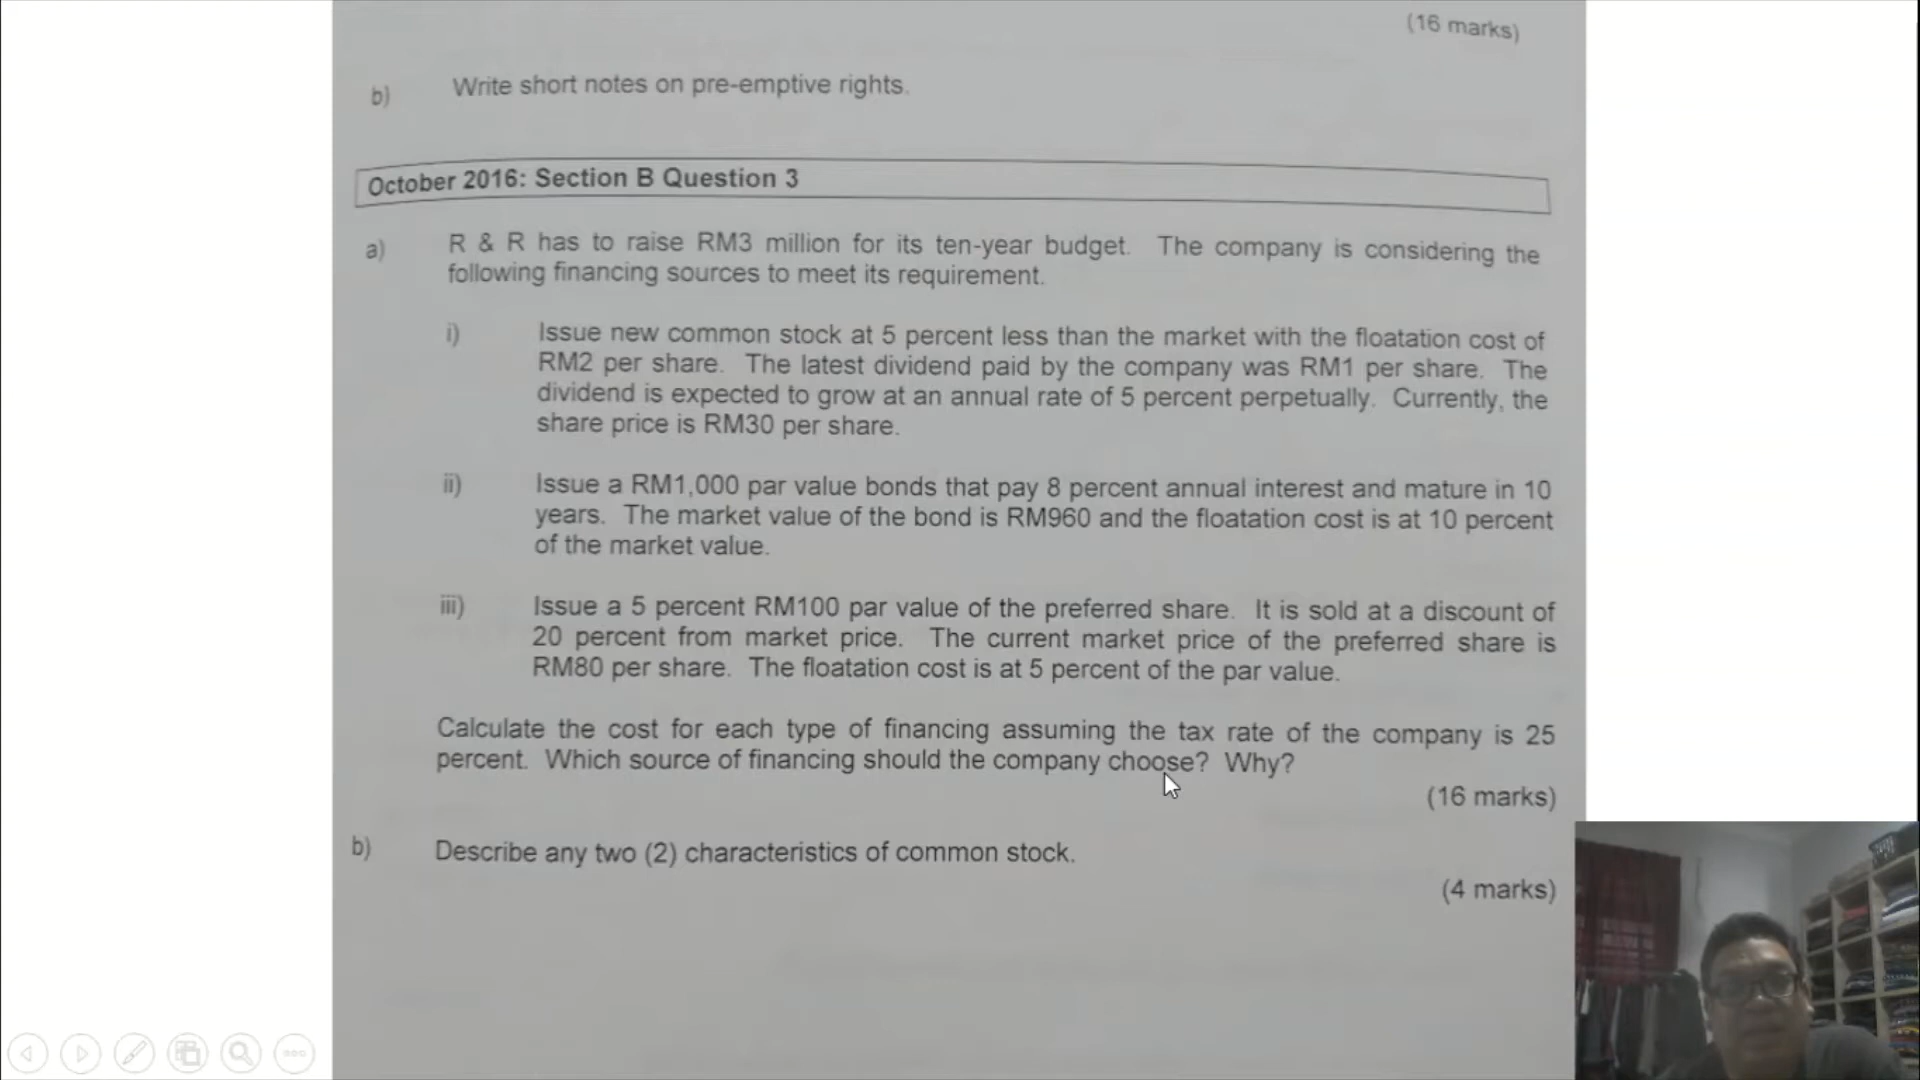 (16 marks)
b) Write short notes on pre-emptive rights.
October 2016: Section B Question 3
a) R & R has to raise RM3 million for its ten-year budget. The company is considering the
following financing sources to meet its requirement.
i) Issue new common stock at 5 percent less than the market with the floatation cost of
RM2 per share. The latest dividend paid by the company was RM1 per share. The
dividend is expected to grow at an annual rate of 5 percent perpetually. Currently, the
share price is RM30 per share.
ii) Issue a RM1,000 par value bonds that pay 8 percent annual interest and mature in 10
years. The market value of the bond is RM960 and the floatation cost is at 10 percent
of the market value.
iii) Issue a 5 percent RM100 par value of the preferred share. It is sold at a discount of
20 percent from market price. The current market price of the preferred share is
RM80 per share. The floatation cost is at 5 percent of the par value.
Calculate the cost for each type of financing assuming the tax rate of the company is 25
percent. Which source of financing should the company choose? Why?
(16 marks)
b) Describe any two (2) characteristics of common stock.
(4 marks)